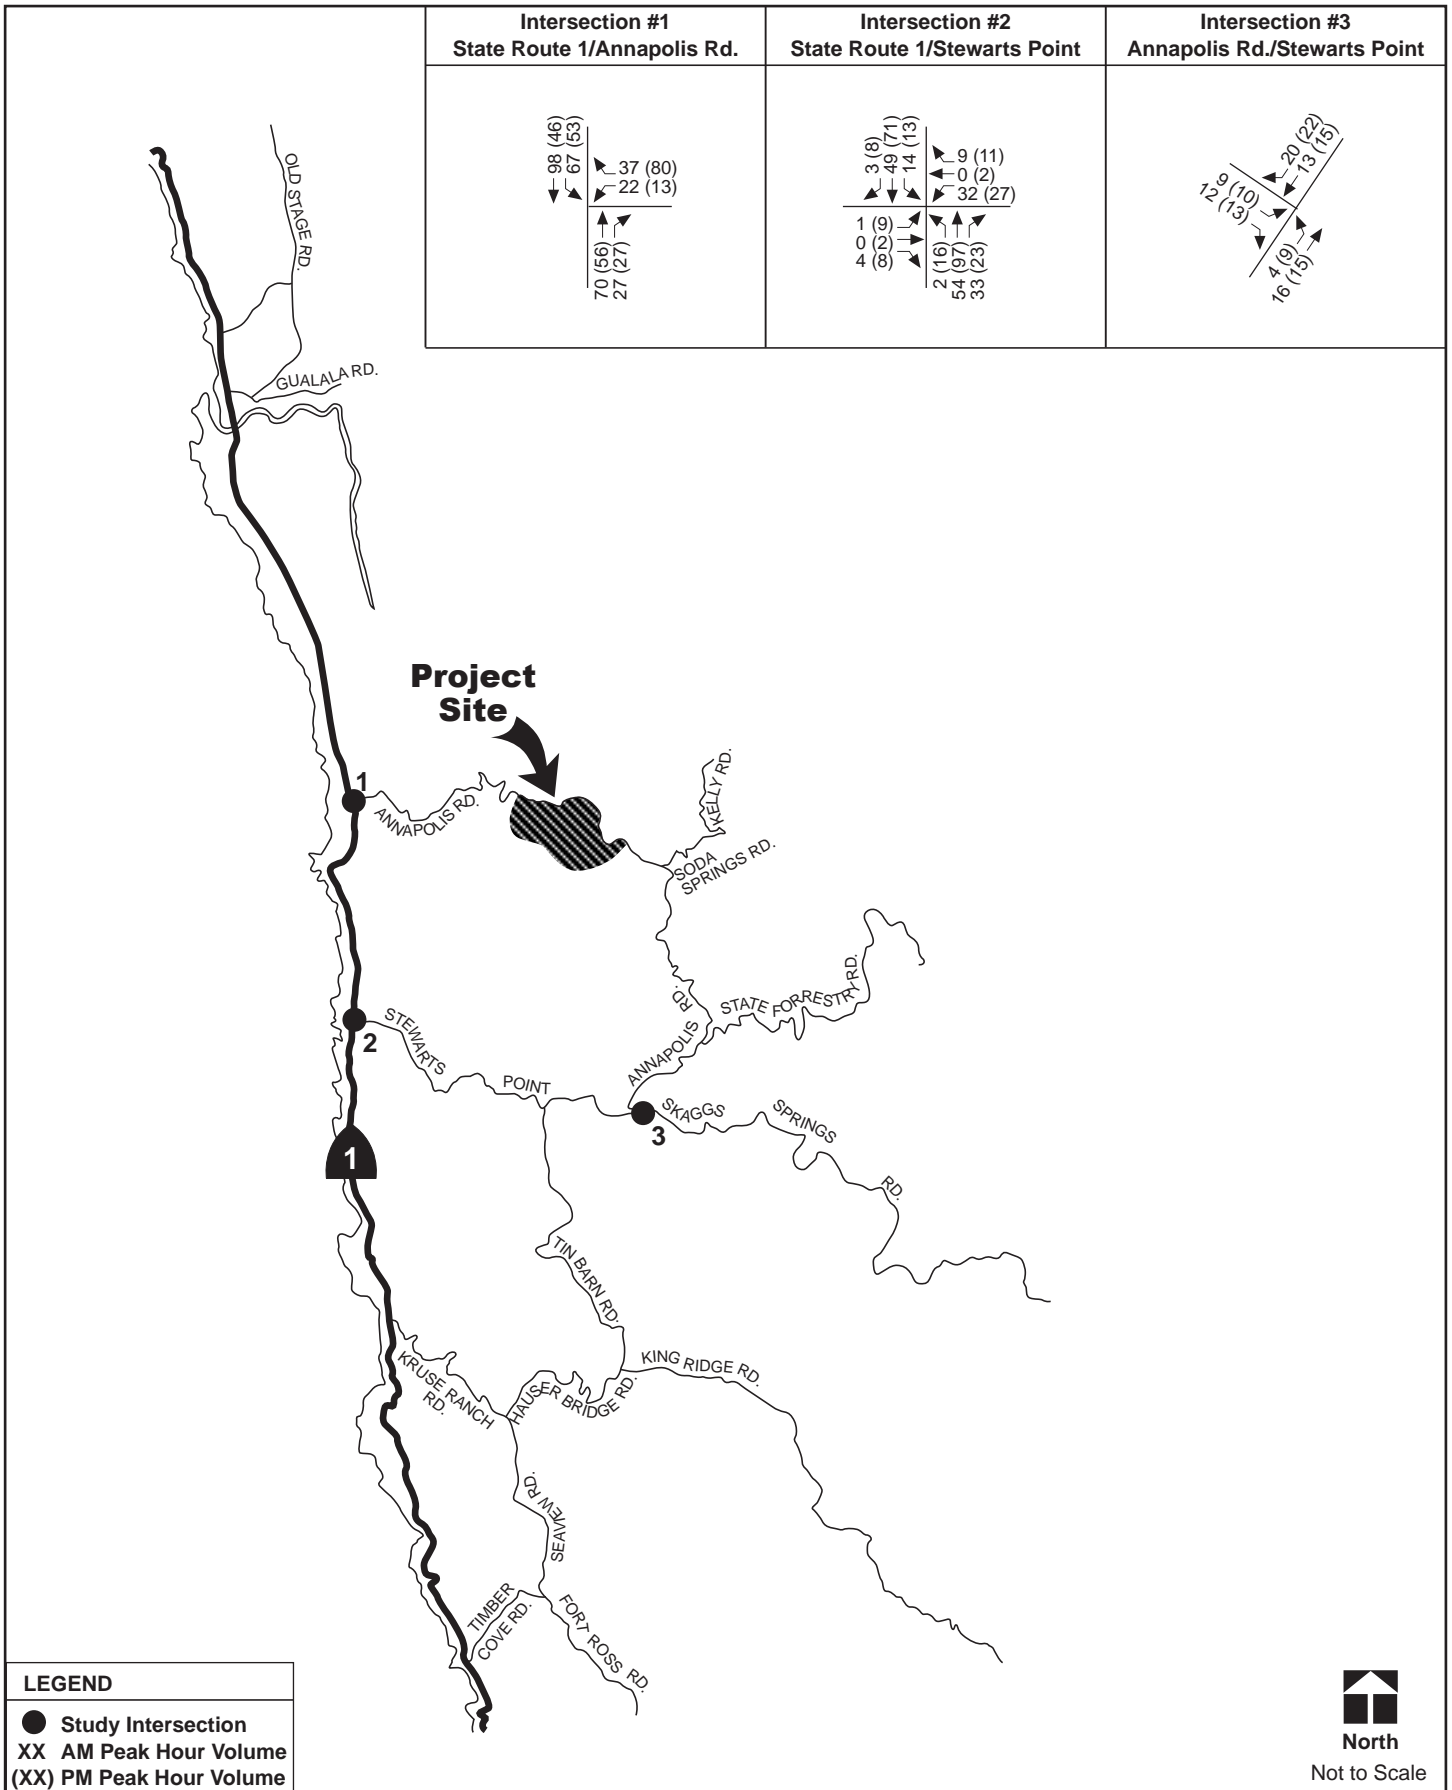 Intersection #1
State Route 1/Annapolis Rd.
Intersection #2
State Route 1/Stewarts Point
Intersection #3
Annapolis Rd./Stewarts Point
98 (46)
67 (53)
37 (80)
22 (13)
70 (56)
27 (27)
3 (8)
49 (71)
14 (13)
9 (11)
0 (2)
32 (27)
1 (9)
0 (2)
4 (8)
2 (16)
54 (97)
33 (23)
20 (22)
13 (15)
9 (10)
12 (13)
4 (9)
16 (15)
OLD STAGE RD.
GUALALA RD.
Project
Site
1
ANNAPOLIS RD.
KELLY RD.
SODA
SPRINGS RD.
2
STEWARTS
POINT
ANNAPOLIS RD.
STATE FORRESTRY RD.
3
SKAGGS
SPRINGS
RD.
1
TIN BARN RD.
KRUSE RANCH
RD.
HAUSER BRIDGE RD.
KING RIDGE RD.
SEAVIEW RD.
TIMBER
COVE RD.
FORT ROSS RD.
LEGEND
Study Intersection
XX AM Peak Hour Volume
(XX) PM Peak Hour Volume
North
Not to Scale